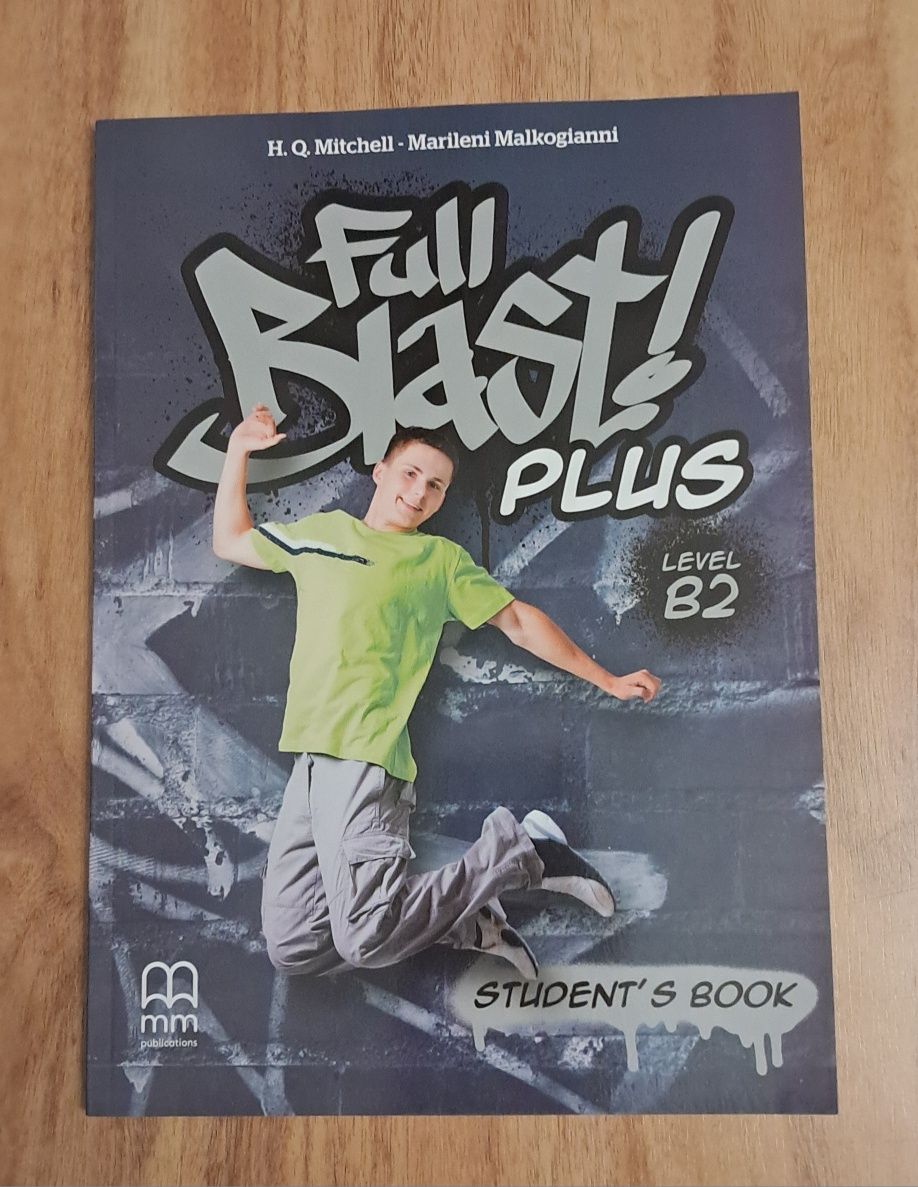 H. Q. Mitchell - Marileni Malkogianni
Full
Blast!
PLUS
LEVEL
B2
STUDENT'S BOOK
mm
publications